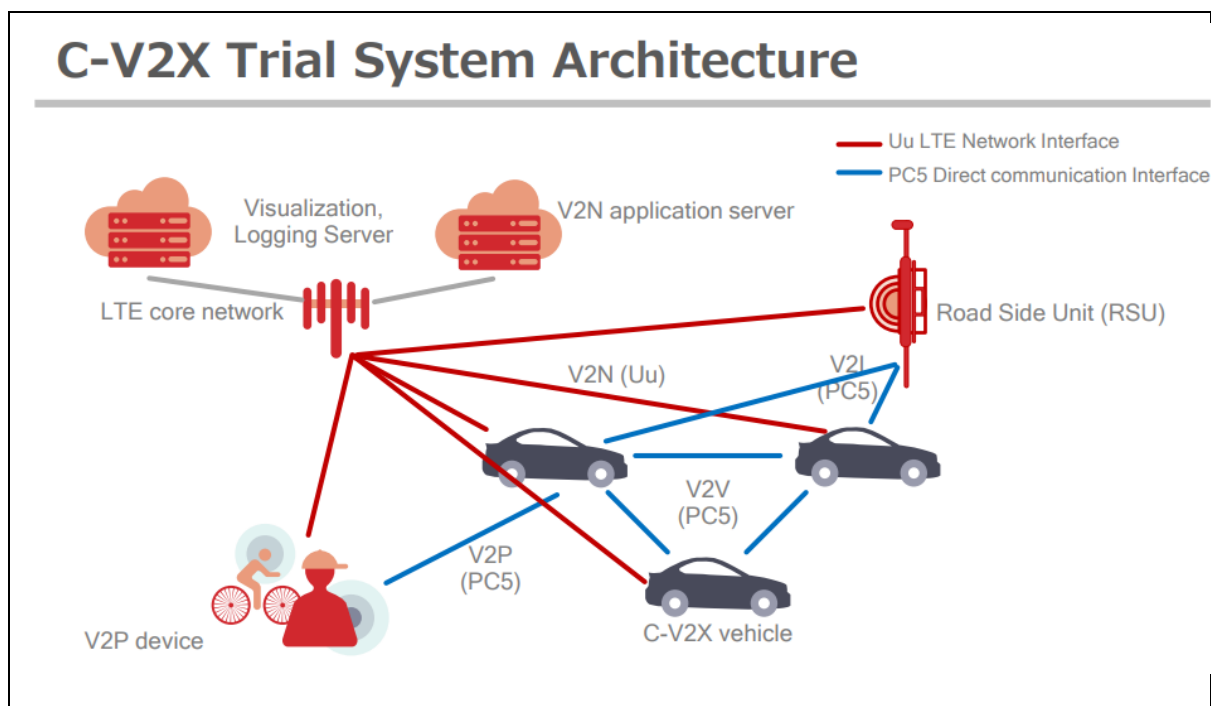 C-V2X Trial System Architecture
Uu LTE Network Interface
PC5 Direct communication Interface
Visualization,
Logging Server
V2N application server
LTE core network
Road Side Unit (RSU)
V2N (Uu)
V2I
(PC5)
V2V
(PC5)
V2P
(PC5)
V2P device
C-V2X vehicle